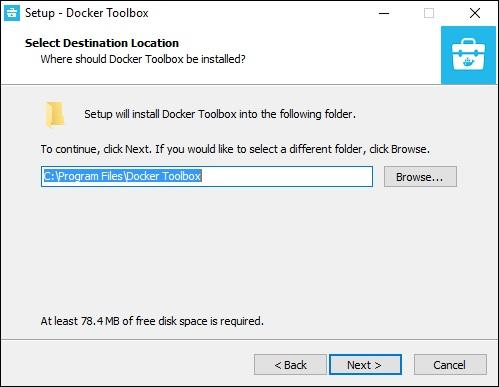 Setup - Docker Toolbox
Select Destination Location
Where should Docker Toolbox be installed?
Setup will install Docker Toolbox into the following folder.
To continue, click Next. If you would like to select a different folder, click Browse.
C:\Program Files\Docker Toolbox
Browse...
At least 78.4 MB of free disk space is required.
< Back
Next >
Cancel